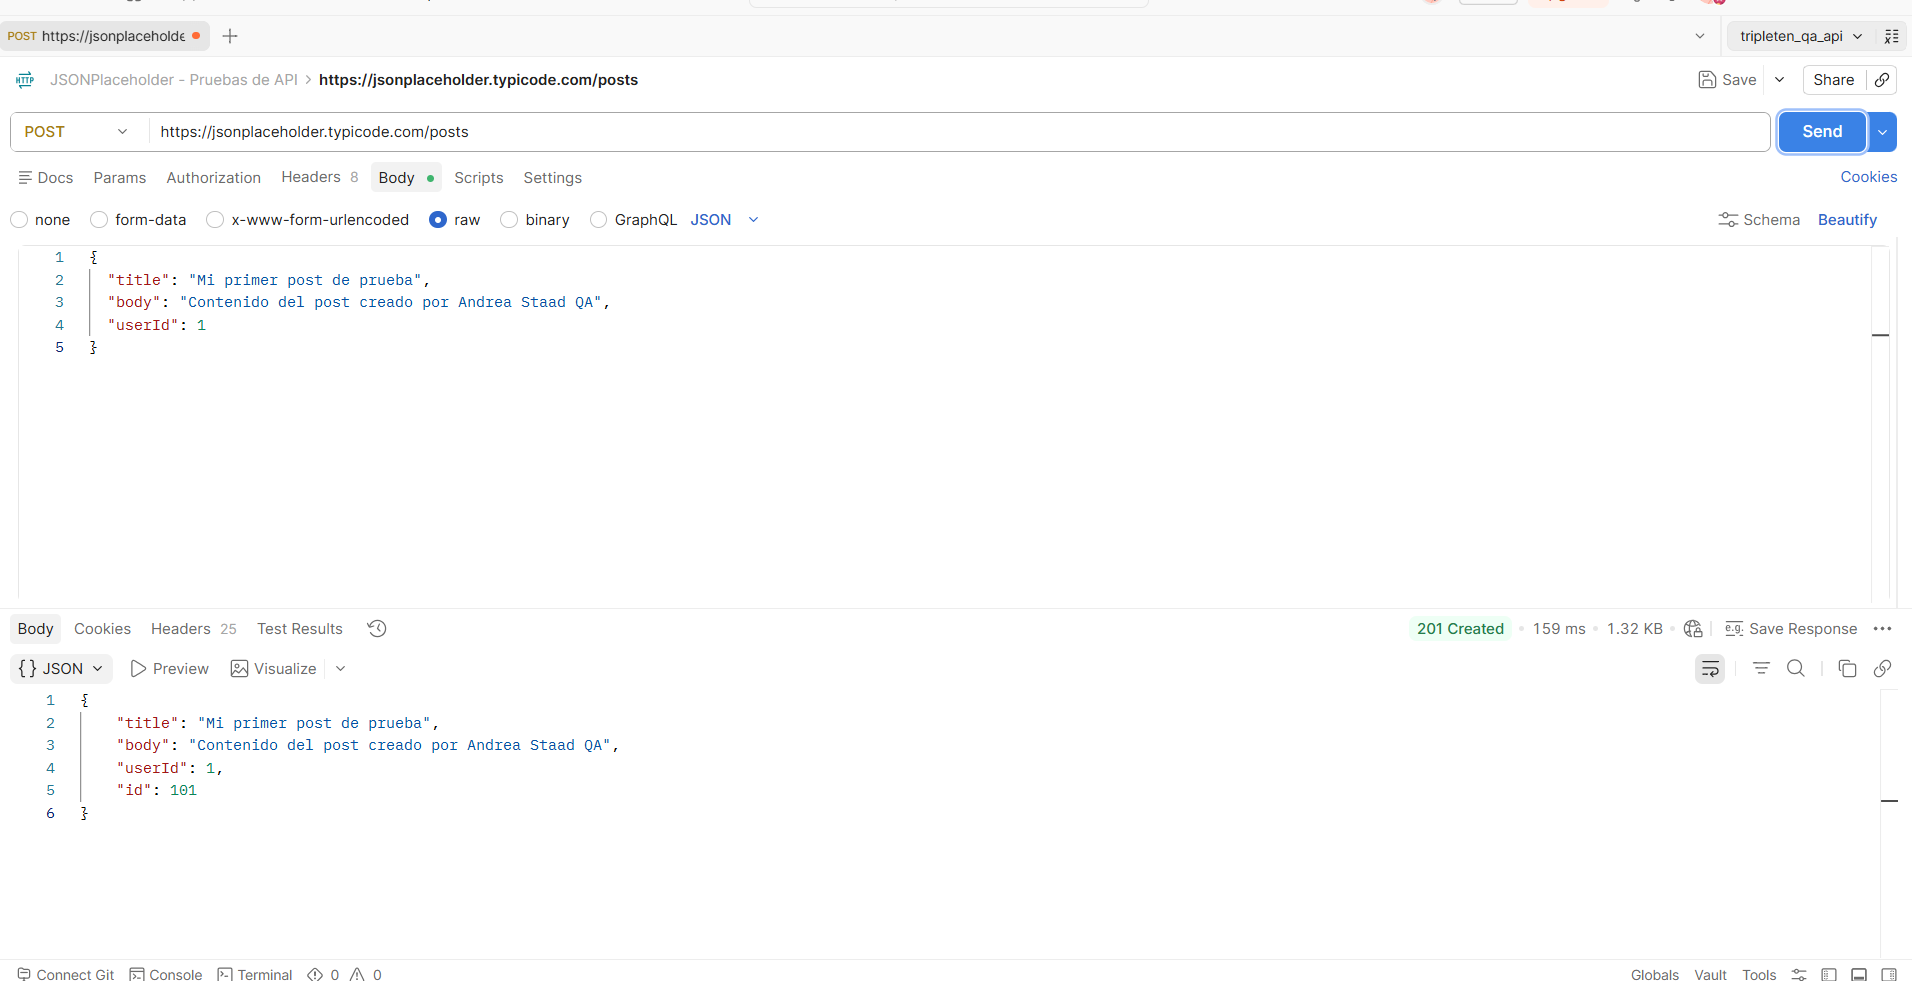 POST https://jsonplaceholde
tripleten_qa_api
HTTP JSONPlaceholder - Pruebas de API > https://jsonplaceholder.typicode.com/posts
Save Share
POST https://jsonplaceholder.typicode.com/posts Send
Docs Params Authorization Headers 8 Body Scripts Settings Cookies
none form-data x-www-form-urlencoded raw binary GraphQL JSON Schema Beautify
1 {
2 "title": "Mi primer post de prueba",
3 "body": "Contenido del post creado por Andrea Staad QA",
4 "userId": 1
5 }
Body Cookies Headers 25 Test Results 201 Created • 159 ms • 1.32 KB • e.g. Save Response
{} JSON Preview Visualize
1 {
2 "title": "Mi primer post de prueba",
3 "body": "Contenido del post creado por Andrea Staad QA",
4 "userId": 1,
5 "id": 101
6 }
Connect Git Console Terminal 0 0 Globals Vault Tools